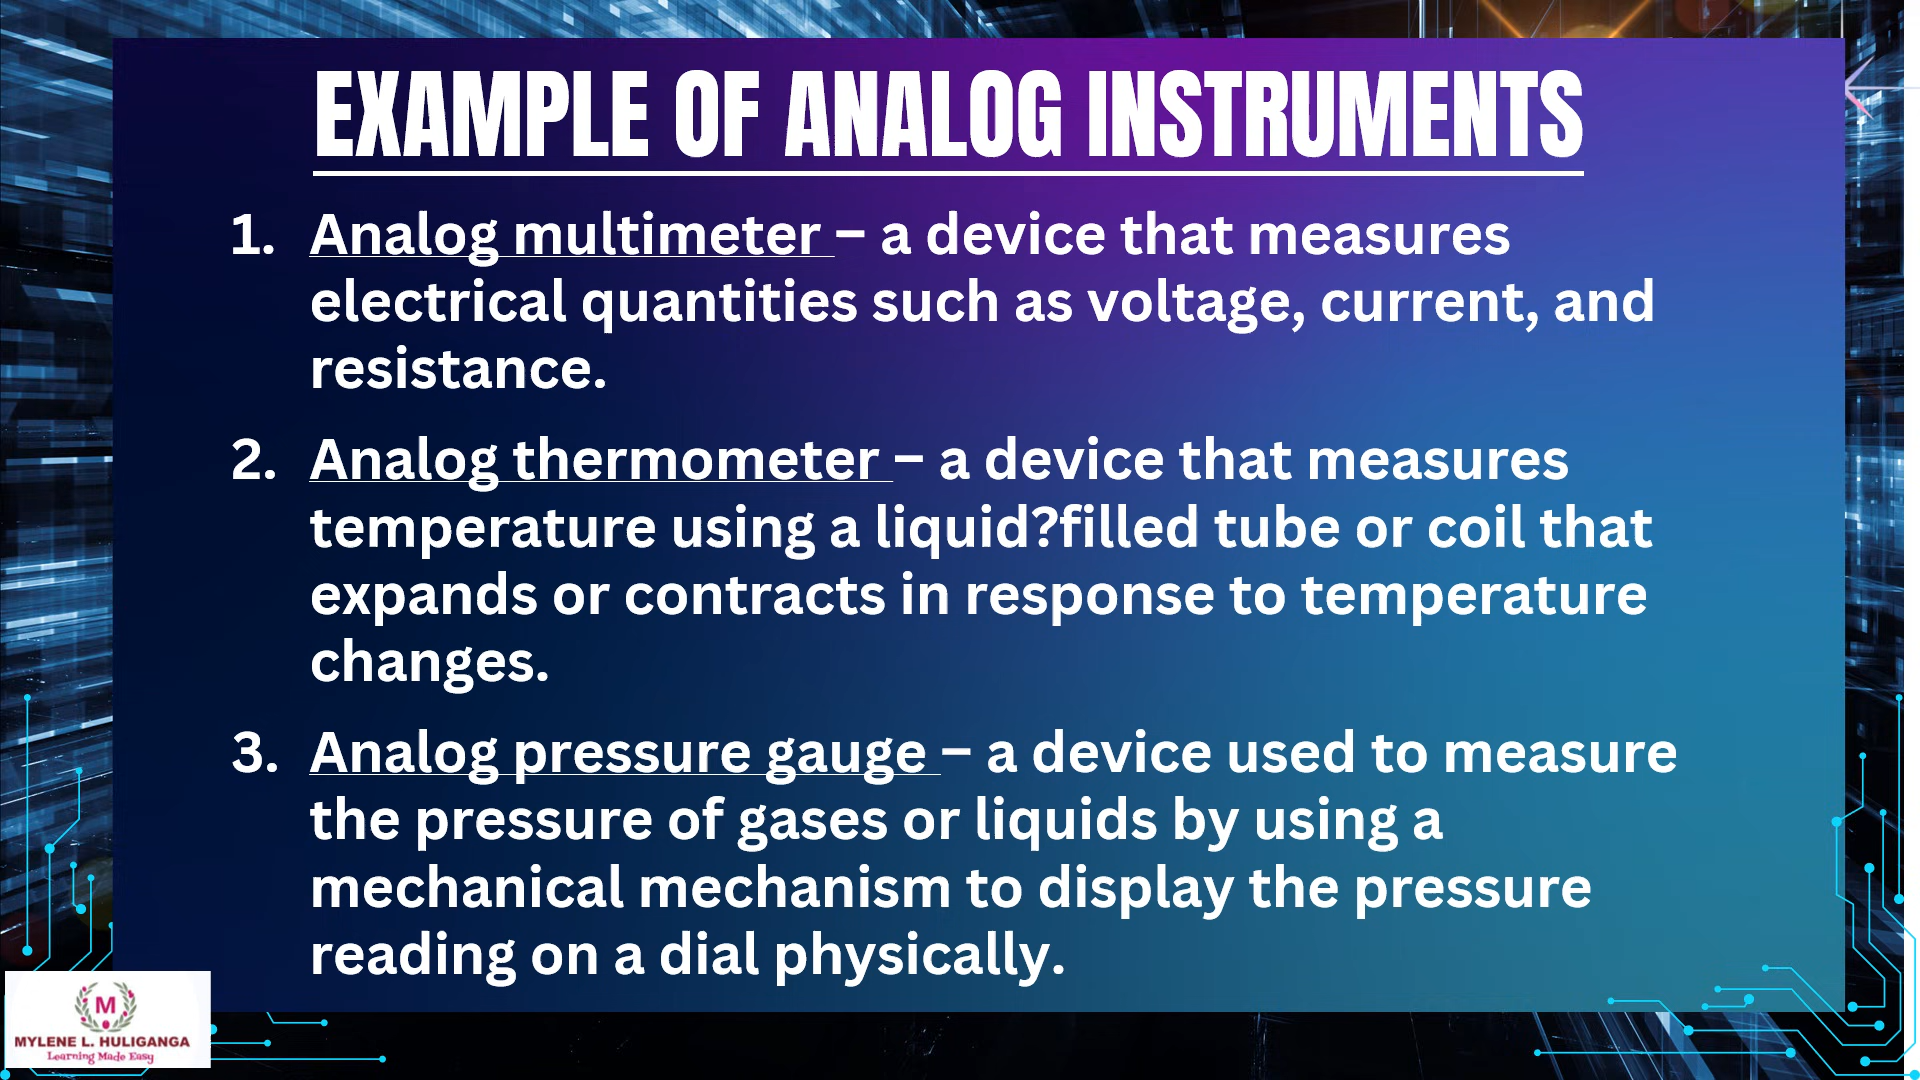 EXAMPLE OF ANALOG INSTRUMENTS
1. Analog multimeter – a device that measures
electrical quantities such as voltage, current, and
resistance.
2. Analog thermometer – a device that measures
temperature using a liquid?filled tube or coil that
expands or contracts in response to temperature
changes.
3. Analog pressure gauge – a device used to measure
the pressure of gases or liquids by using a
mechanical mechanism to display the pressure
reading on a dial physically.
M
MYLENE L. HULIGANGA
Learning Made Easy